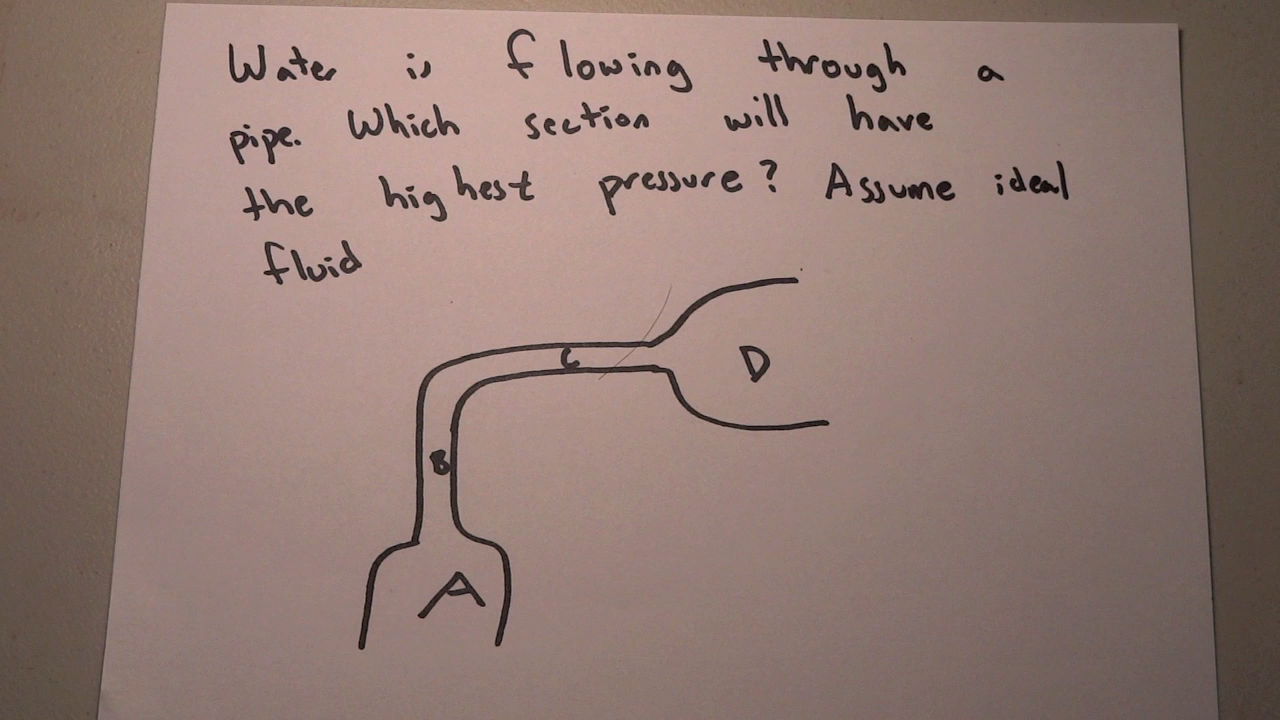 Water is flowing through a
pipe. Which section will have
the highest pressure? Assume ideal
fluid
C
D
B
A